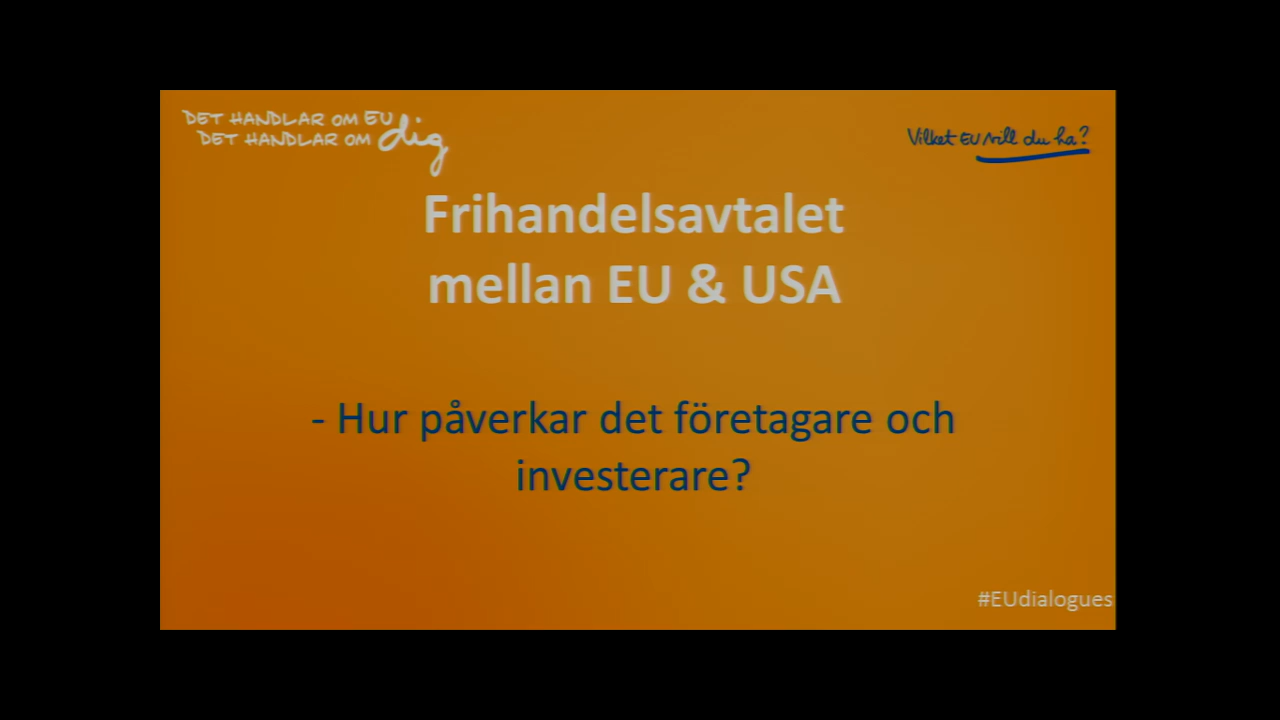 DET HANDLAR OM EU
DET HANDLAR OM dig
Vilket EU vill du ha?
Frihandelsavtalet
mellan EU & USA
- Hur påverkar det företagare och
investerare?
#EUdialogues